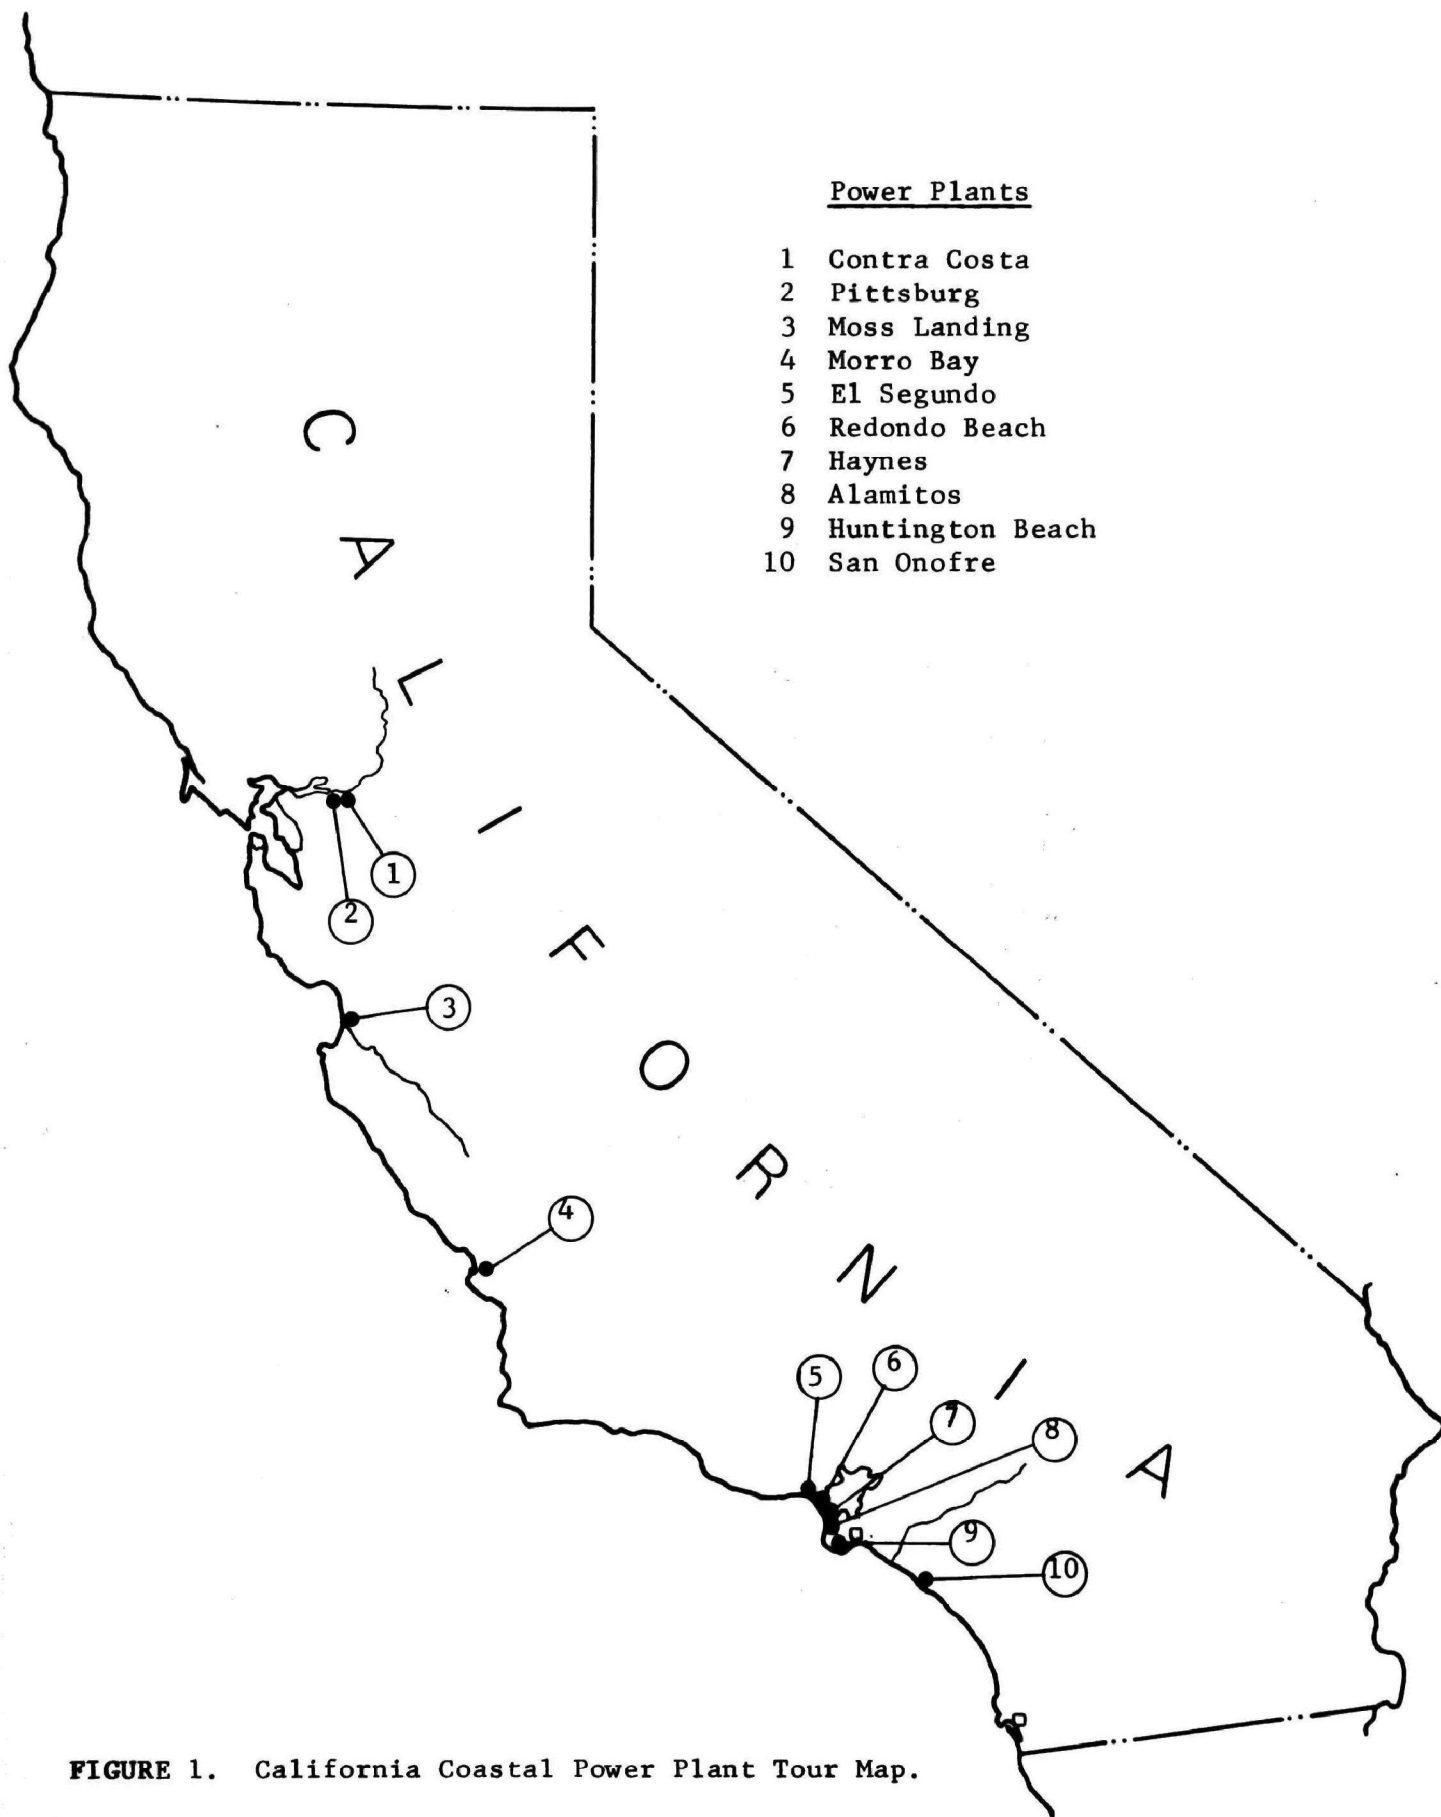 Power Plants
1 Contra Costa
2 Pittsburg
3 Moss Landing
4 Morro Bay
5 El Segundo
6 Redondo Beach
7 Haynes
8 Alamitos
9 Huntington Beach
10 San Onofre
C
A
L
I
F
O
R
N
I
A
1
2
3
4
5
6
7
8
9
10
FIGURE 1. California Coastal Power Plant Tour Map.